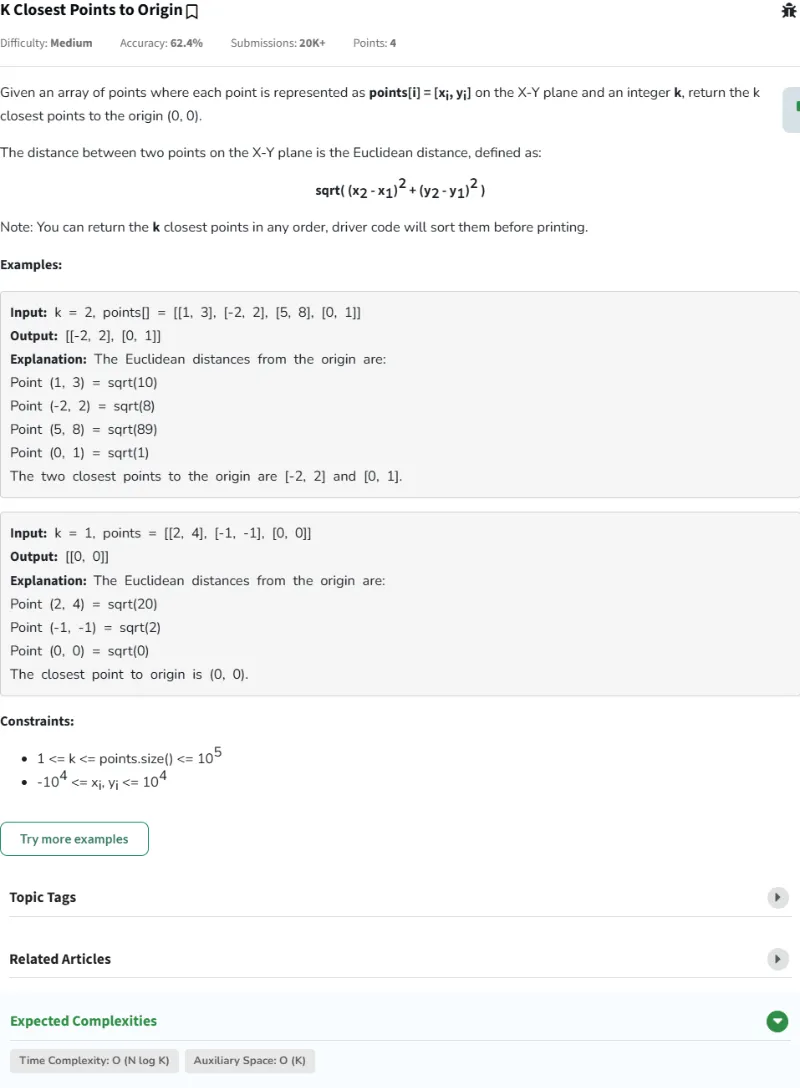 K Closest Points to Origin
Difficulty: Medium Accuracy: 62.4% Submissions: 20K+ Points: 4
Given an array of points where each point is represented as points[i] = [xi, yi] on the X-Y plane and an integer k, return the k
closest points to the origin (0, 0).
The distance between two points on the X-Y plane is the Euclidean distance, defined as:
sqrt( (x2 - x1)2 + (y2 - y1)2 )
Note: You can return the k closest points in any order, driver code will sort them before printing.
Examples:
Input: k = 2, points[] = [[1, 3], [-2, 2], [5, 8], [0, 1]]
Output: [[-2, 2], [0, 1]]
Explanation: The Euclidean distances from the origin are:
Point (1, 3) = sqrt(10)
Point (-2, 2) = sqrt(8)
Point (5, 8) = sqrt(89)
Point (0, 1) = sqrt(1)
The two closest points to the origin are [-2, 2] and [0, 1].
Input: k = 1, points = [[2, 4], [-1, -1], [0, 0]]
Output: [[0, 0]]
Explanation: The Euclidean distances from the origin are:
Point (2, 4) = sqrt(20)
Point (-1, -1) = sqrt(2)
Point (0, 0) = sqrt(0)
The closest point to origin is (0, 0).
Constraints:
1 <= k <= points.size() <= 10^5
-10^4 <= xi, yi <= 10^4
Try more examples
Topic Tags
Related Articles
Expected Complexities
Time Complexity: O (N log K) Auxiliary Space: O (K)